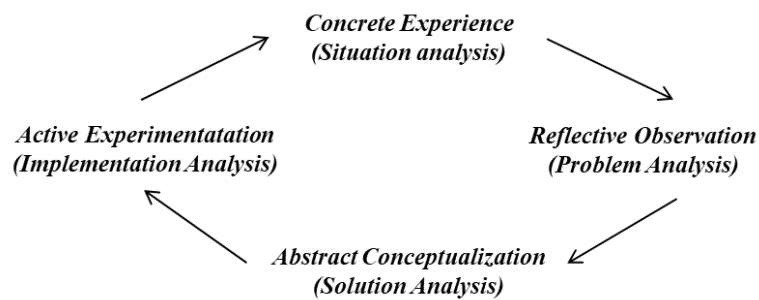 Concrete Experience
(Situation analysis)
Active Experimentatation
(Implementation Analysis)
Reflective Observation
(Problem Analysis)
Abstract Conceptualization
(Solution Analysis)